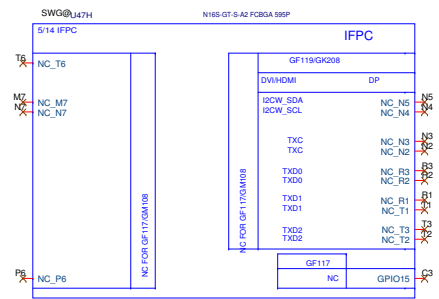 SWG@U47H N16S-GT-S-A2 FCBGA 595P
5/14 IFPC IFPC
GF119/GK208
DVI/HDMI DP
T6 NC_T6
M7 NC_M7
N7 NC_N7
P6 NC_P6
NC FOR GF117/GM108
NC FOR GF117/GM108
I2CW_SDA NC_N5 N5
I2CW_SCL NC_N4 N4
TXC NC_N3 N3
TXC NC_N2 N2
TXD0 NC_R3 R3
TXD0 NC_R2 R2
TXD1 NC_R1 R1
TXD1 NC_T1 T1
TXD2 NC_T3 T3
TXD2 NC_T2 T2
GF117
NC GPIO15 C3